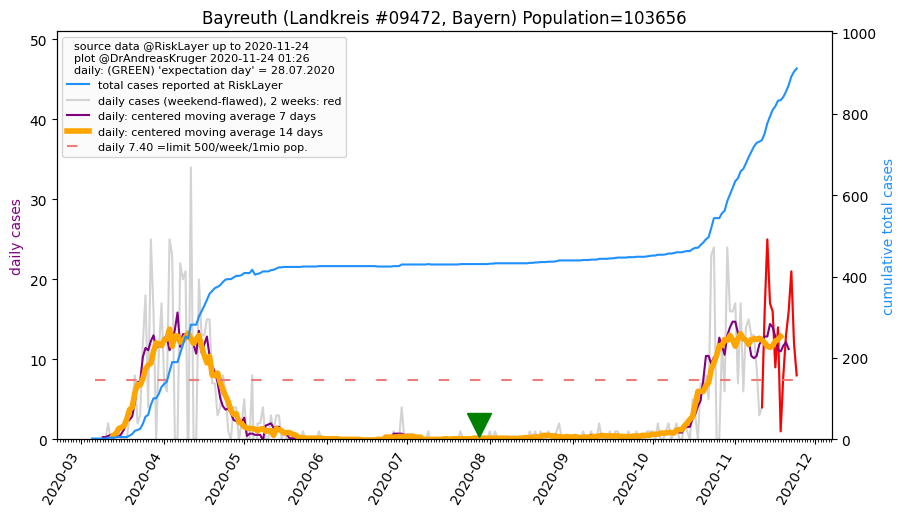 Bayreuth (Landkreis #09472, Bayern) Population=103656
source data @RiskLayer up to 2020-11-24
plot @DrAndreasKruger 2020-11-24 01:26
daily: (GREEN) 'expectation day' = 28.07.2020
total cases reported at RiskLayer
daily cases (weekend-flawed), 2 weeks: red
daily: centered moving average 7 days
daily: centered moving average 14 days
daily 7.40 =limit 500/week/1mio pop.
daily cases
50
40
30
20
10
0
cumulative total cases
1000
800
600
400
200
0
2020-03
2020-04
2020-05
2020-06
2020-07
2020-08
2020-09
2020-10
2020-11
2020-12